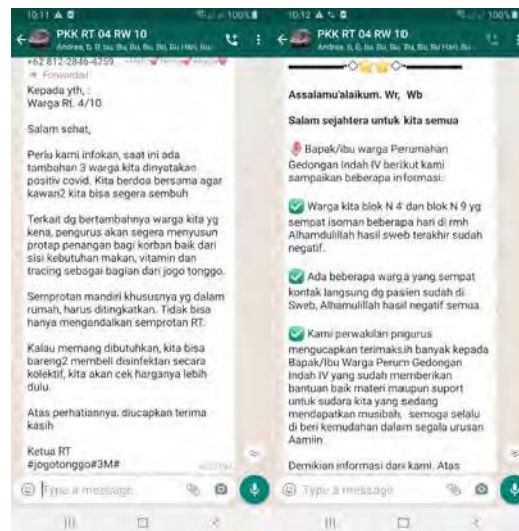 10:11
100%
PKK RT 04 RW 10
+62 812-2846-4759
Forwarded
Kepada yth, :
Warga Rt. 4/10
Salam sehat,
Perlu kami infokan, saat ini ada
tambahan 3 warga kita dinyatakan
positiv covid. Kita berdoa bersama agar
kawan2 kita bisa segera sembuh
Terkait dg bertambahnya warga kita yg
kena, pengurus akan segera menyusun
protap penangan bagi korban baik dari
sisi kebutuhan makan, vitamin dan
tracing sebagai bagian dari jogo tonggo.
Semprotan mandiri khususnya yg dalam
rumah, harus ditingkatkan. Tidak bisa
hanya mengandalkan semprotan RT.
Kalau memang dibutuhkan, kita bisa
bareng2 membeli disinfektan secara
kolektif, kita akan cek harganya lebih
dulu.
Atas perhatiannya, diucapkan terima
kasih
Ketua RT
#jogotonggo#3M#
Type a message
10:12
100%
PKK RT 04 RW 10
Assalamu'alaikum. Wr, Wb
Salam sejahtera untuk kita semua
Bapak/ibu warga Perumahan
Gedongan Indah IV berikut kami
sampaikan beberapa informasi:
Warga kita blok N 4 dan blok N 9 yg
sempat isoman beberapa hari di rmh
Alhamdulillah hasil sweb terakhir sudah
negatif.
Ada beberapa warga yang sempat
kontak langsung dg pasien sudah di
Sweb, Alhamulillah hasil negatif semua.
Kami perwakilan pngurus
mengucapkan terimaksih banyak kepada
Bapak/Ibu Warga Perum Gedongan
Indah IV yang sudah memberikan
bantuan baik materi maupun suport
untuk sudara kita yang sedang
mendapatkan musibah, semoga selalu
di beri kemudahan dalam segala urusan
Aamiin
Demikian informasi dari kami. Atas
Type a message